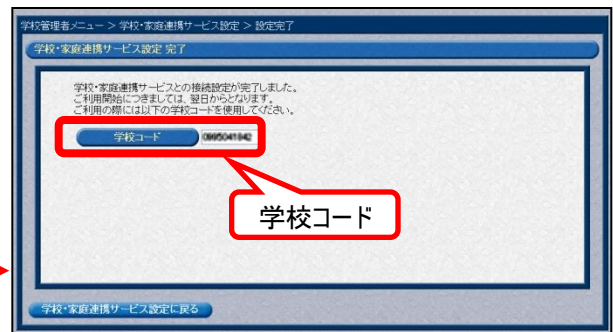 学校管理者メニュー > 学校・家庭連携サービス設定 > 設定完了
学校・家庭連携サービス設定 完了
学校・家庭連携サービスとの接続設定が完了しました。
ご利用開始につきましては、翌日からとなります。
ご利用の際には以下の学校コードを使用してください。
学校コード
学校コード
学校・家庭連携サービス設定に戻る